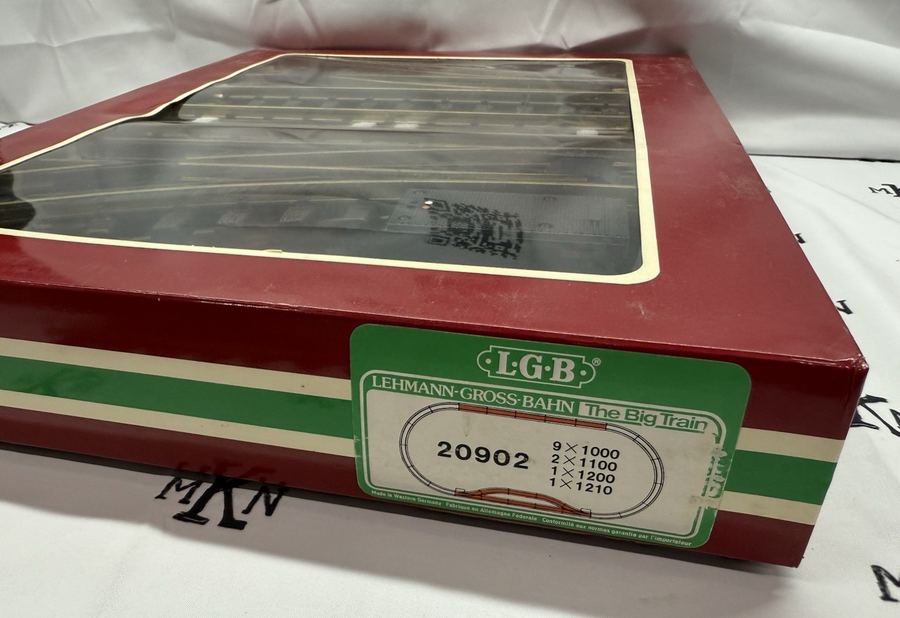 L·G·B®
LEHMANN-GROSS-BAHN The Big Train
20902
9 X 1000
2 X 1100
1 X 1200
1 X 1210
Made in Western Germany Fabriqué en Allemagne Fédérale Conformité aux normes garantie par l'importateur
MKN